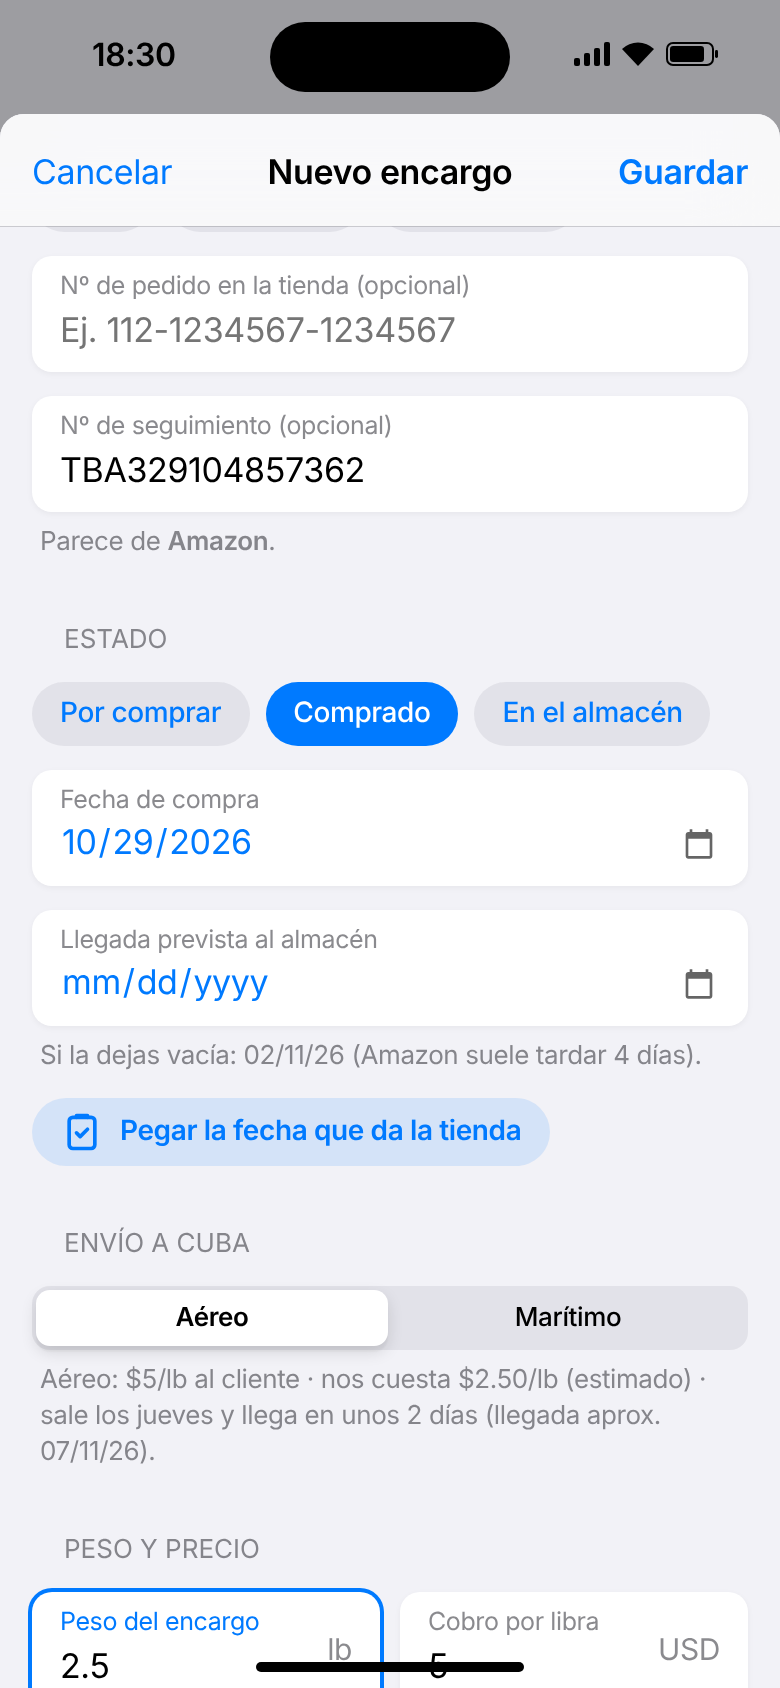 18:30
Cancelar
Nuevo encargo
Guardar
Nº de pedido en la tienda (opcional)
Ej. 112-1234567-1234567
Nº de seguimiento (opcional)
TBA329104857362
Parece de Amazon.
ESTADO
Por comprar
Comprado
En el almacén
Fecha de compra
10/29/2026
Llegada prevista al almacén
mm/dd/yyyy
Si la dejas vacía: 02/11/26 (Amazon suele tardar 4 días).
Pegar la fecha que da la tienda
ENVÍO A CUBA
Aéreo
Marítimo
Aéreo: $5/lb al cliente · nos cuesta $2.50/lb (estimado) ·
sale los jueves y llega en unos 2 días (llegada aprox.
07/11/26).
PESO Y PRECIO
Peso del encargo
2.5
lb
Cobro por libra
5
USD